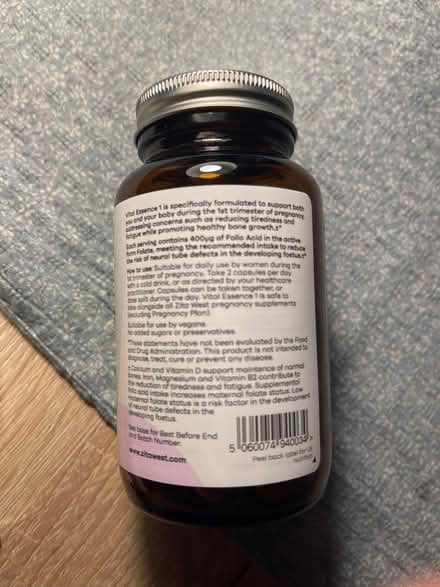 Vital Essence 1 is specifically formulated to support both
you and your baby during the 1st trimester of pregnancy,
addressing concerns such as reducing tiredness and
fatigue while promoting healthy bone growth.‡*
Each serving contains 400µg of Folic Acid in the active
form Folate, meeting the recommended intake to reduce
the risk of neural tube defects in the developing foetus.‡*
How to use: Suitable for daily use by women during the
1st trimester of pregnancy. Take 2 capsules per day
with a cold drink, or as directed by your healthcare
practitioner. Capsules can be taken together, or
dose split during the day. Vital Essence 1 is safe to
take alongside all Zita West pregnancy supplements
(excluding Pregnancy Plan).
Suitable for use by vegans.
No added sugars or preservatives.
*These statements have not been evaluated by the Food
and Drug Administration. This product is not intended to
diagnose, treat, cure or prevent any disease.
‡ Calcium and Vitamin D support maintenance of normal
bones. Iron, Magnesium and Vitamin B2 contribute to
the reduction of tiredness and fatigue. Supplemental
folic acid intake increases maternal folate status. Low
maternal folate status is a risk factor in the development
of neural tube defects in the
developing foetus.
See base for Best Before End
and Batch Number.
www.zitawest.com
5 060074 940034 >
Peel back label for US
nutrition